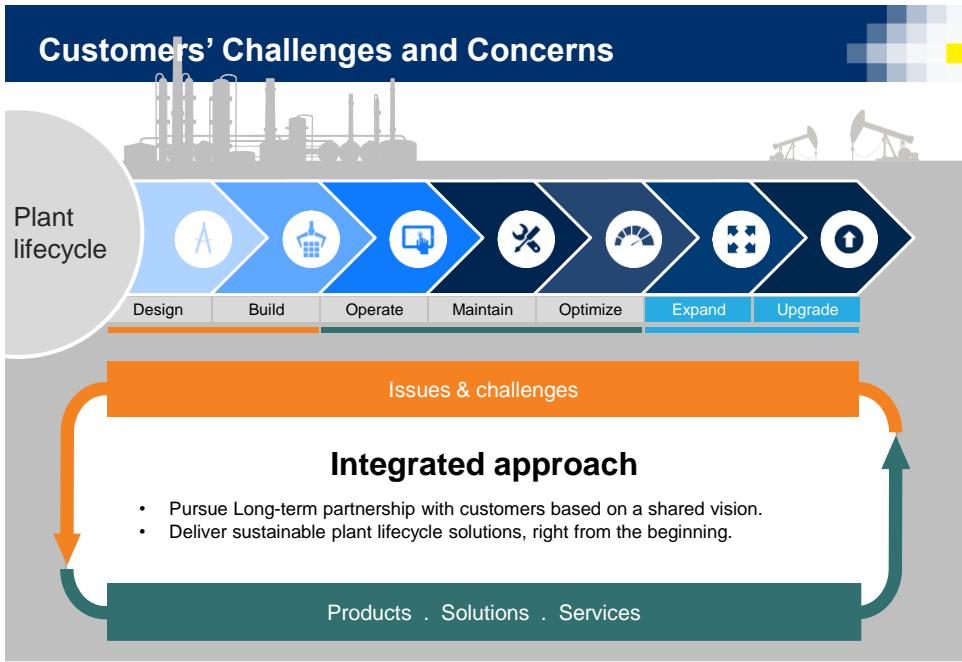 Customers’ Challenges and Concerns
Plant
lifecycle
Design
Build
Operate
Maintain
Optimize
Expand
Upgrade
Issues & challenges
Integrated approach
• Pursue Long-term partnership with customers based on a shared vision.
• Deliver sustainable plant lifecycle solutions, right from the beginning.
Products . Solutions . Services